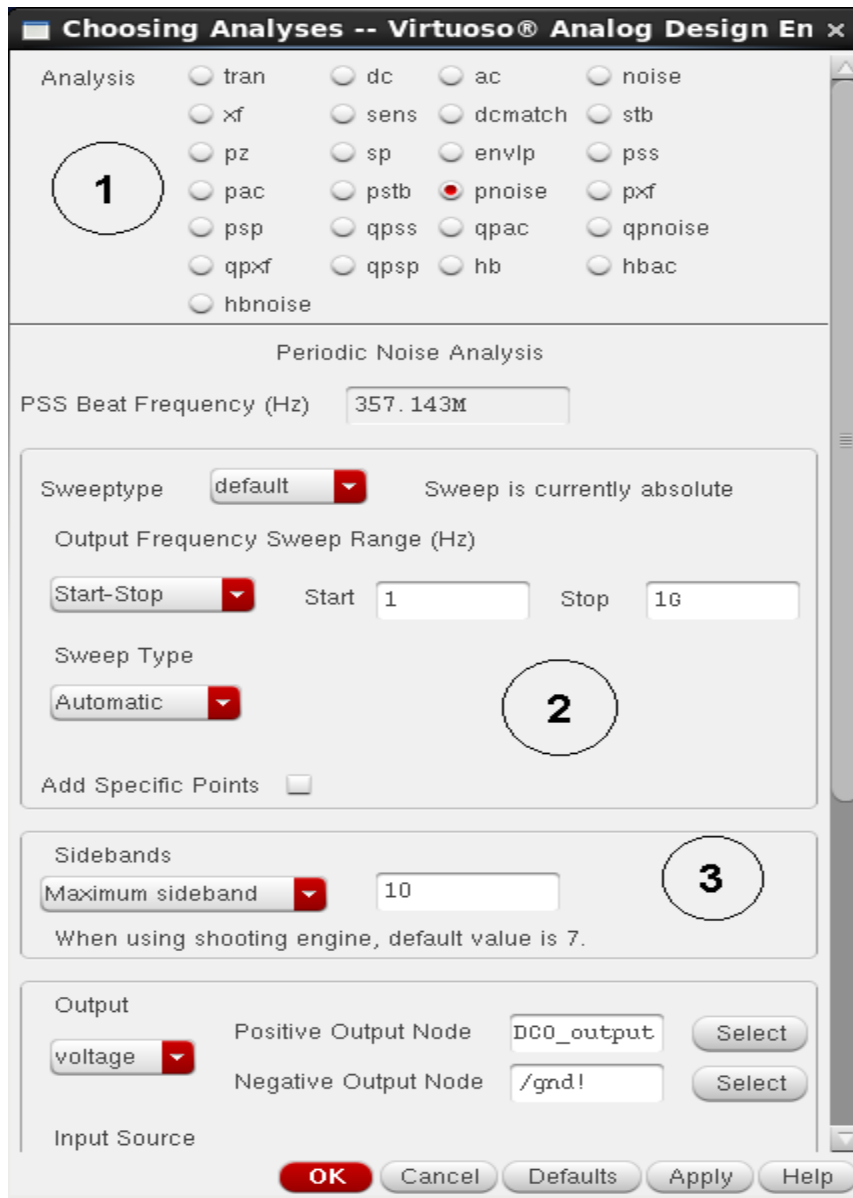 Choosing Analyses -- Virtuoso® Analog Design En ×
Analysis tran dc ac noise
xf sens dcmatch stb
pz sp envlp pss
1
pac pstb pnoise pxf
psp qpss qpac qpnoise
qpxf qpsp hb hbac
hbnoise
Periodic Noise Analysis
PSS Beat Frequency (Hz) 357.143M
Sweeptype default Sweep is currently absolute
Output Frequency Sweep Range (Hz)
Start-Stop Start 1 Stop 1G
Sweep Type
Automatic
2
Add Specific Points
Sidebands
3
Maximum sideband 10
When using shooting engine, default value is 7.
Output
voltage
Positive Output Node DCO_output Select
Negative Output Node /gnd! Select
Input Source
OK Cancel Defaults Apply Help